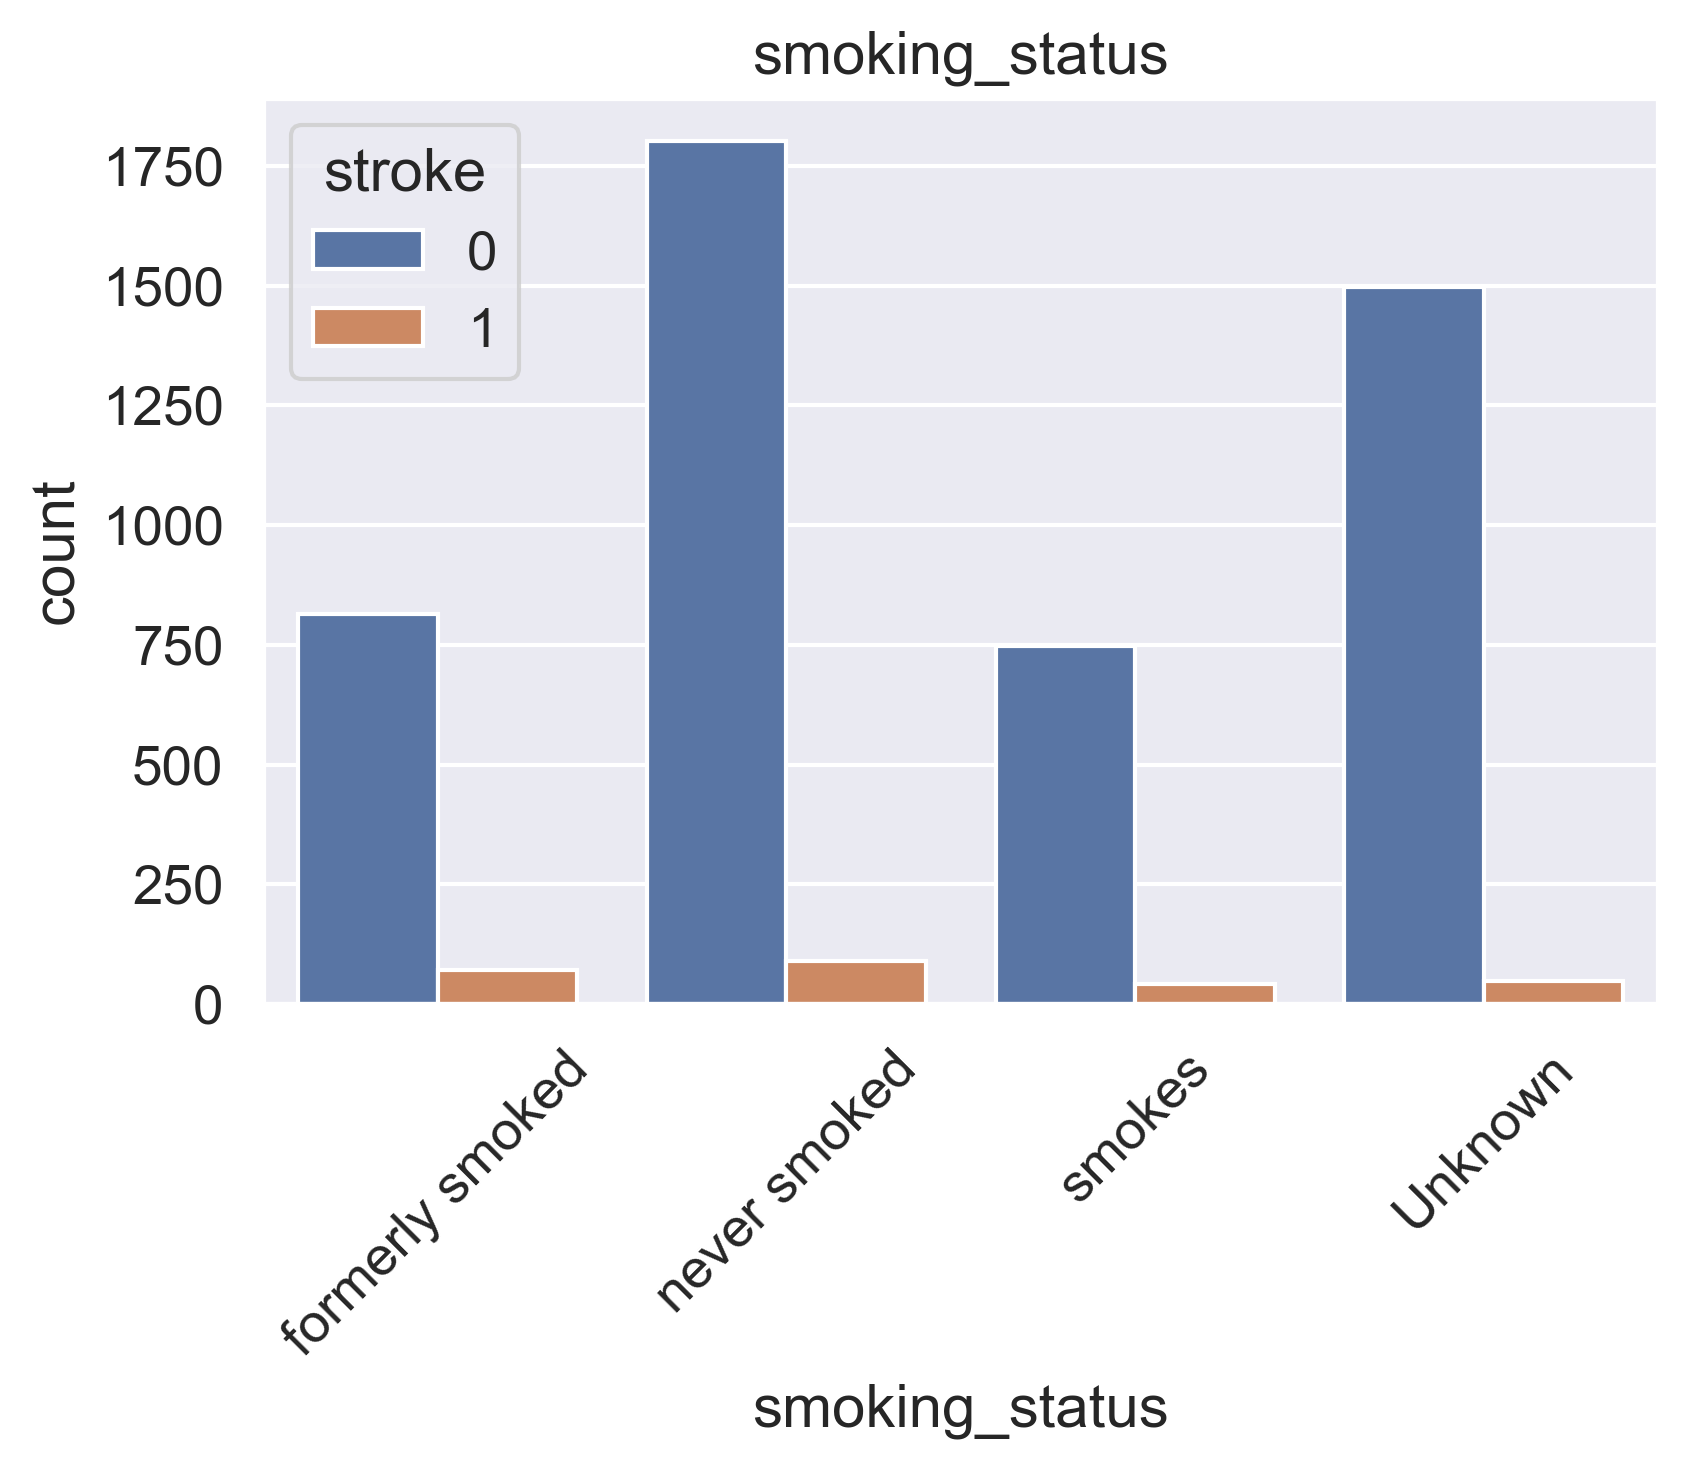 smoking_status
stroke
0
1
1750
1500
1250
1000
750
500
250
0
count
formerly smoked
never smoked
smokes
Unknown
smoking_status